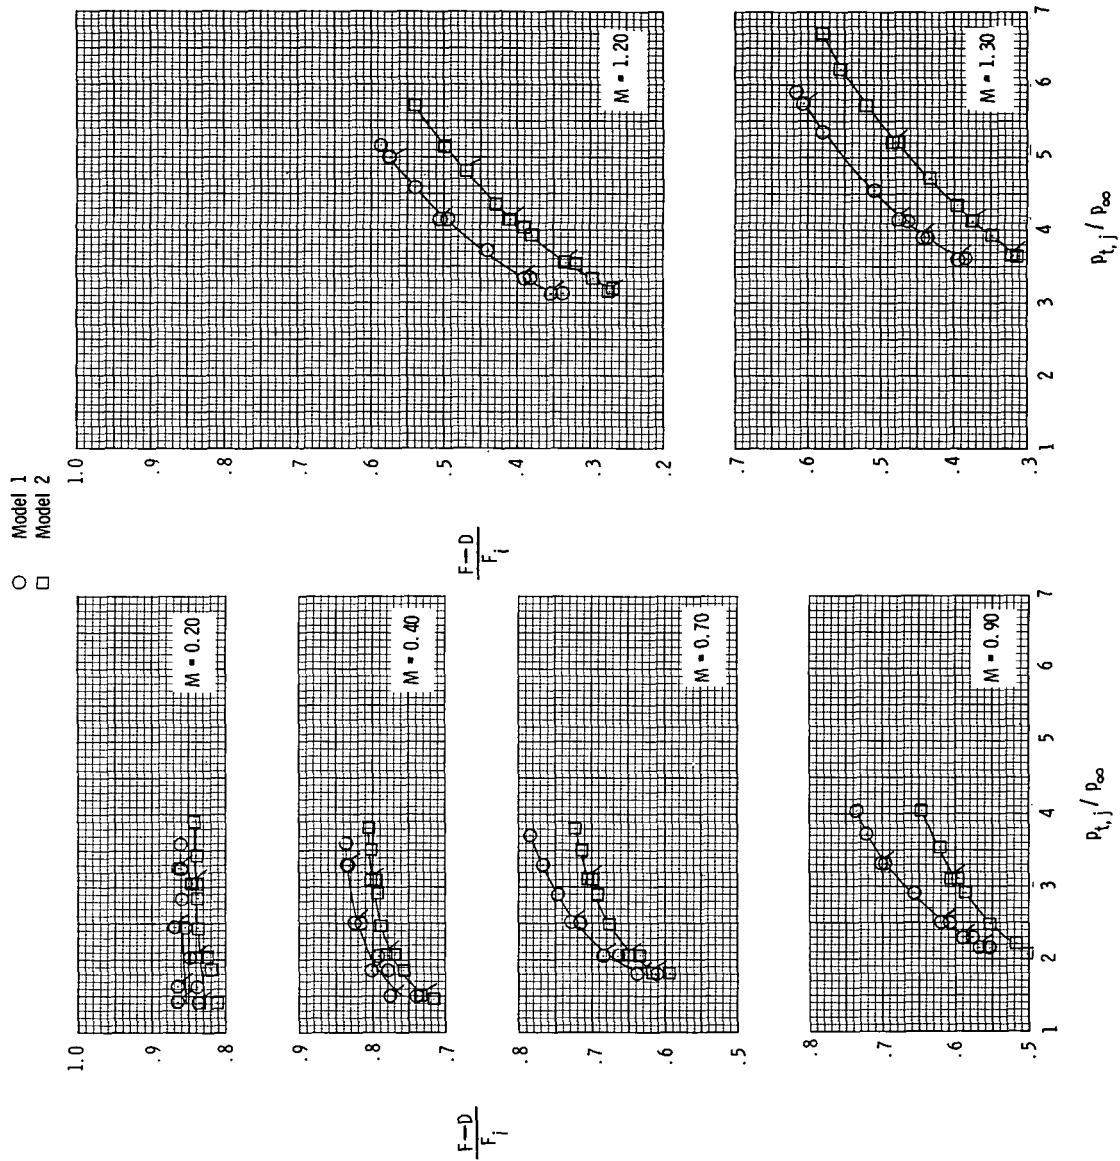 ○ Model 1
□ Model 2
1.0
.9
.8
M = 0.20
.9
.8
.7
M = 0.40
.8
.7
.6
.5
M = 0.70
.8
.7
.6
.5
M = 0.90
1 2 3 4 5 6 7
p_{t,j} / p_∞
F—D
F_i
F—D
F_i
1.0
.9
.8
.7
.6
.5
.4
.3
.2
M = 1.20
.7
.6
.5
.4
.3
M = 1.30
1 2 3 4 5 6 7
p_{t,j} / p_∞